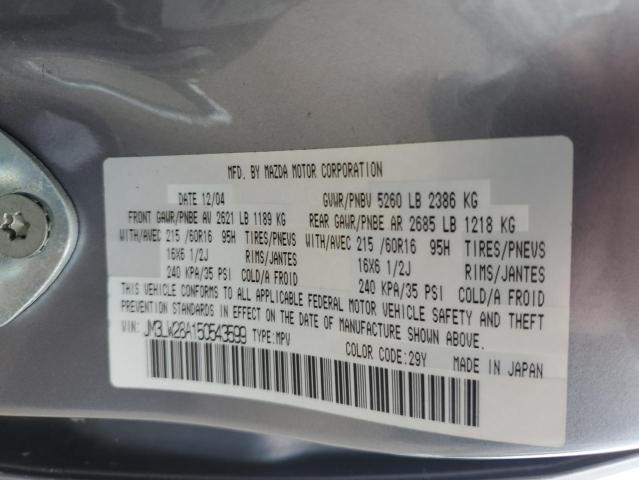 MFD. BY MAZDA MOTOR CORPORATION
DATE 12/04 GVWR/PNBV 5260 LB 2386 KG
FRONT GAWR/PNBE AV 2621 LB 1189 KG REAR GAWR/PNBE AR 2685 LB 1218 KG
WITH/AVEC 215 /60R16 95H TIRES/PNEVS WITH/AVEC 215 /60R16 95H TIRES/PNEVS
16X6 1/2J RIMS/JANTES 16X6 1/2J RIMS/JANTES
240 KPA/35 PSI COLD/A FROID 240 KPA/35 PSI COLD/A FROID
THIS VEHICLE CONFORMS TO ALL APPLICABLE FEDERAL MOTOR VEHICLE SAFETY AND THEFT
PREVENTION STANDARDS IN EFFECT ON THE DATE OF MANUFACTURE SHOWN ABOVE.
VIN: JM3LW28A150543599 TYPE: MPV COLOR CODE: 29Y MADE IN JAPAN